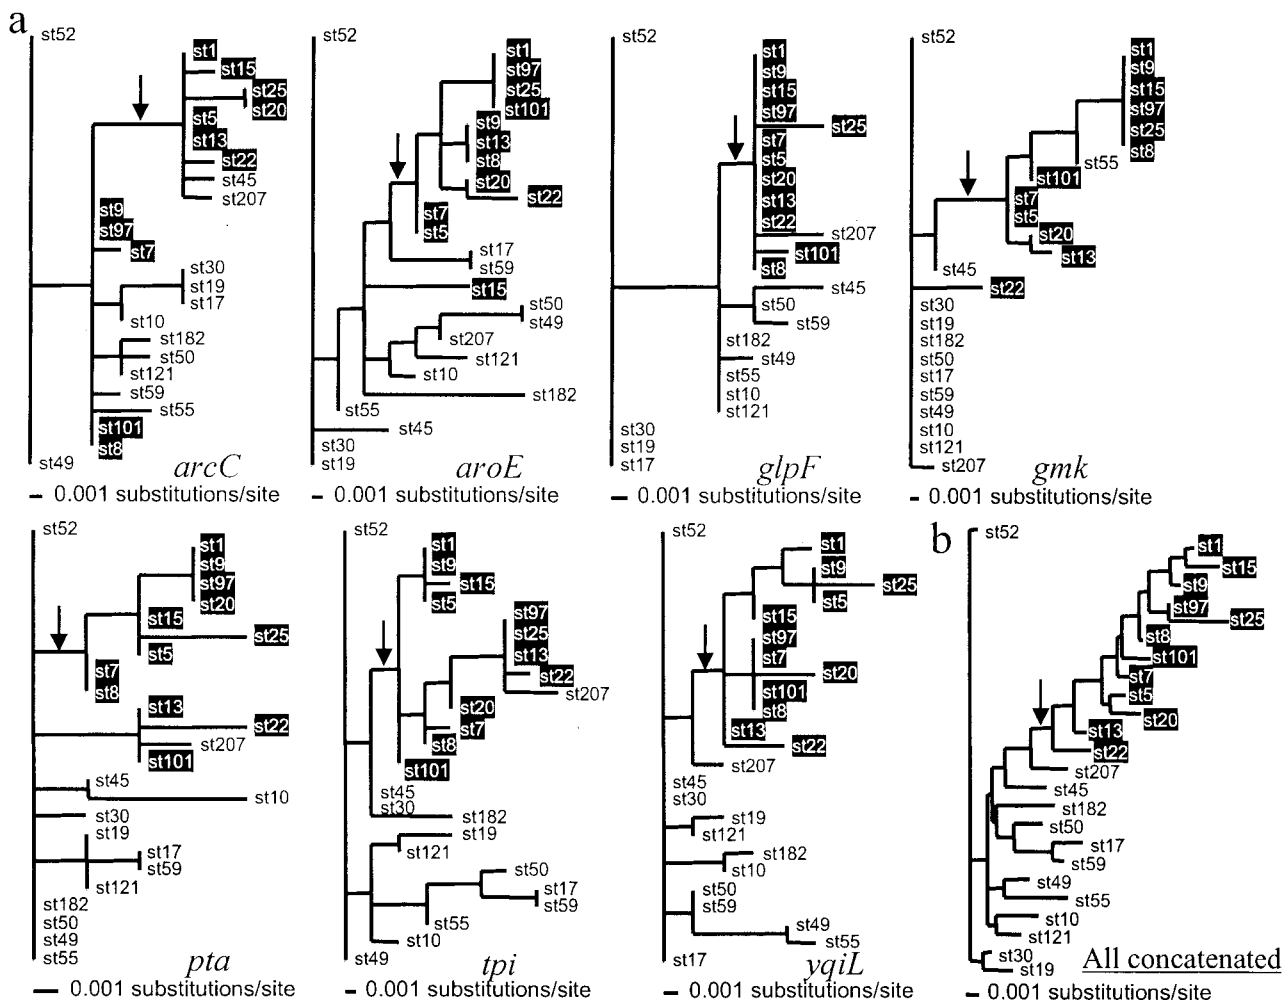 a
st52
st1
st15
st25
st20
st5
st13
st22
st45
st207
st9
st97
st7
st30
st19
st17
st10
st182
st50
st121
st59
st55
st101
st8
st49
arcC
0.001 substitutions/site
st52
st1
st97
st25
st101
st9
st13
st8
st20
st22
st7
st5
st17
st59
st15
st50
st49
st207
st121
st10
st182
st55
st45
st30
st19
aroE
0.001 substitutions/site
st52
st1
st9
st15
st97
st25
st7
st5
st20
st13
st22
st207
st101
st8
st45
st50
st59
st182
st49
st55
st10
st121
st30
st19
st17
glpF
0.001 substitutions/site
st52
st1
st9
st15
st97
st25
st8
st55
st101
st7
st5
st20
st13
st45
st22
st30
st19
st182
st50
st17
st59
st49
st10
st121
st207
gmk
0.001 substitutions/site
st52
st1
st9
st97
st20
st15
st25
st5
st7
st8
st13
st22
st207
st101
st45
st10
st30
st19
st17
st59
st121
st182
st50
st49
st55
pta
0.001 substitutions/site
st52
st1
st9
st15
st5
st97
st25
st13
st22
st207
st20
st7
st8
st101
st45
st30
st182
st19
st121
st50
st17
st59
st55
st10
st49
tpi
0.001 substitutions/site
st52
st1
st9
st25
st5
st15
st97
st7
st20
st101
st8
st13
st22
st207
st45
st30
st19
st121
st182
st10
st50
st59
st49
st55
st17
yqiL
0.001 substitutions/site
b
st52
st1
st15
st9
st97
st25
st8
st101
st7
st5
st20
st13
st22
st207
st45
st182
st50
st17
st59
st49
st55
st10
st121
st30
st19
All concatenated
0.001 substitutions/site